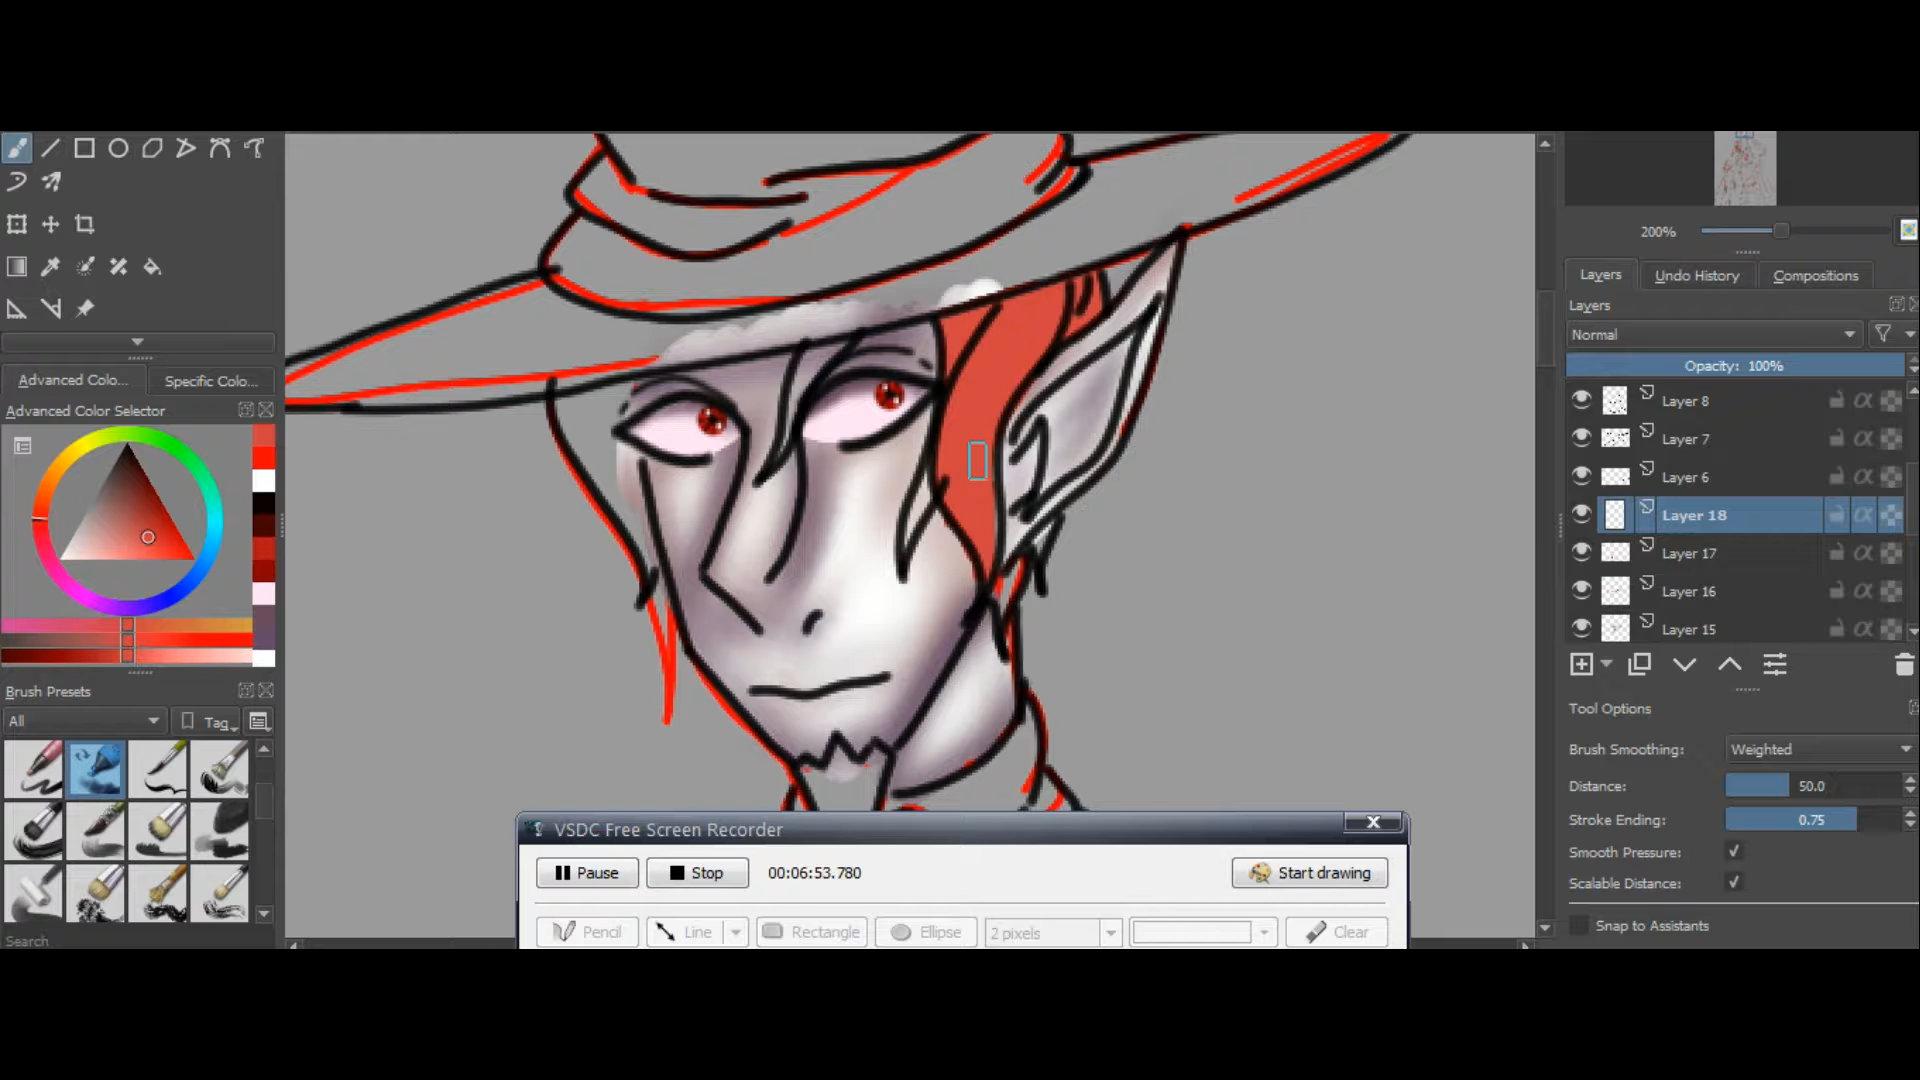 200%
Layers
Undo History
Compositions
Layers
Normal
Opacity: 100%
Advanced Colo...
Specific Colo...
Advanced Color Selector
Layer 8
Layer 7
Layer 6
Layer 18
Layer 17
Layer 16
Layer 15
Brush Presets
All
Tag
Tool Options
Brush Smoothing:
Weighted
Distance:
50.0
Stroke Ending:
0.75
Smooth Pressure:
Scalable Distance:
Snap to Assistants
Search
VSDC Free Screen Recorder
Pause
Stop
00:06:53.780
Start drawing
Pencil
Line
Rectangle
Ellipse
2 pixels
Clear